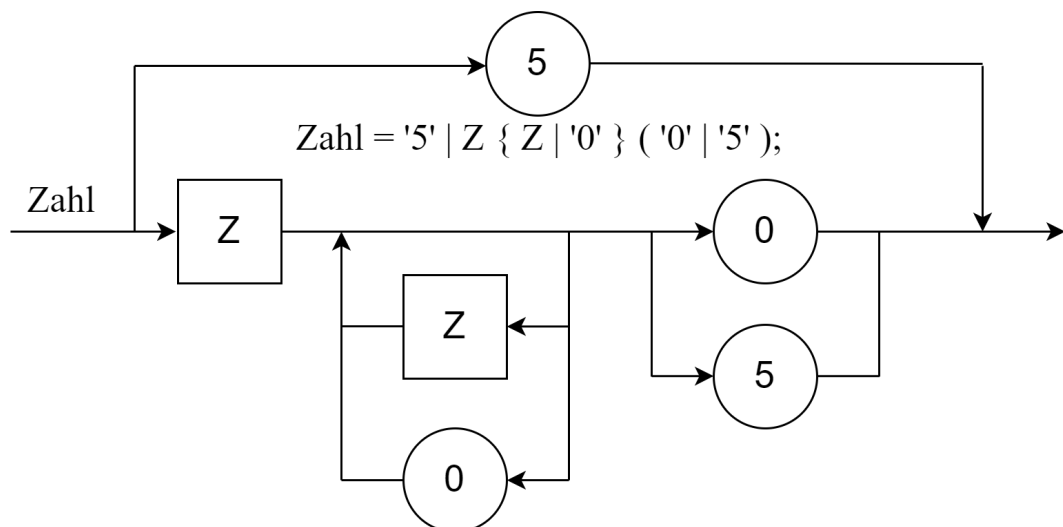 5
Zahl = '5' | Z { Z | '0' } ( '0' | '5' );
Zahl
Z
0
Z
5
0